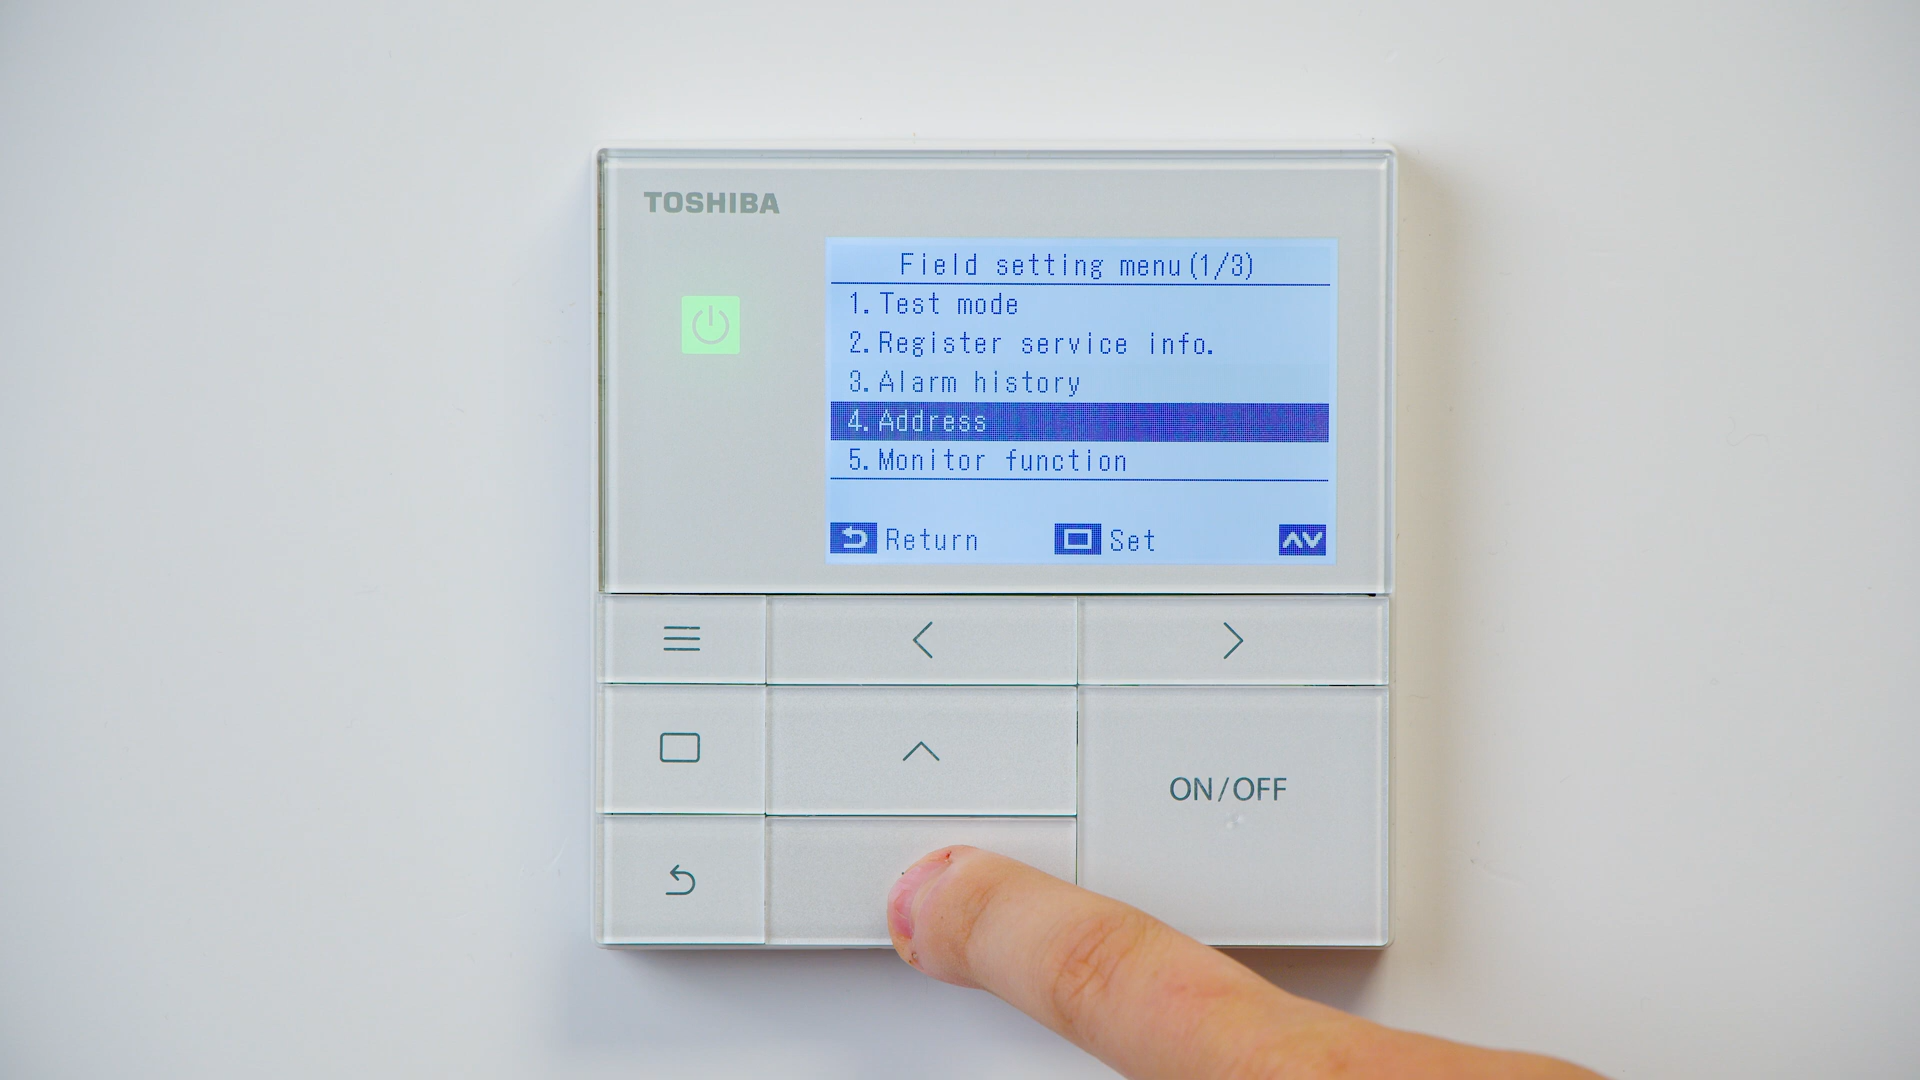 TOSHIBA
Field setting menu(1/3)
1.Test mode
2.Register service info.
3.Alarm history
4.Address
5.Monitor function
Return Set
ON/OFF